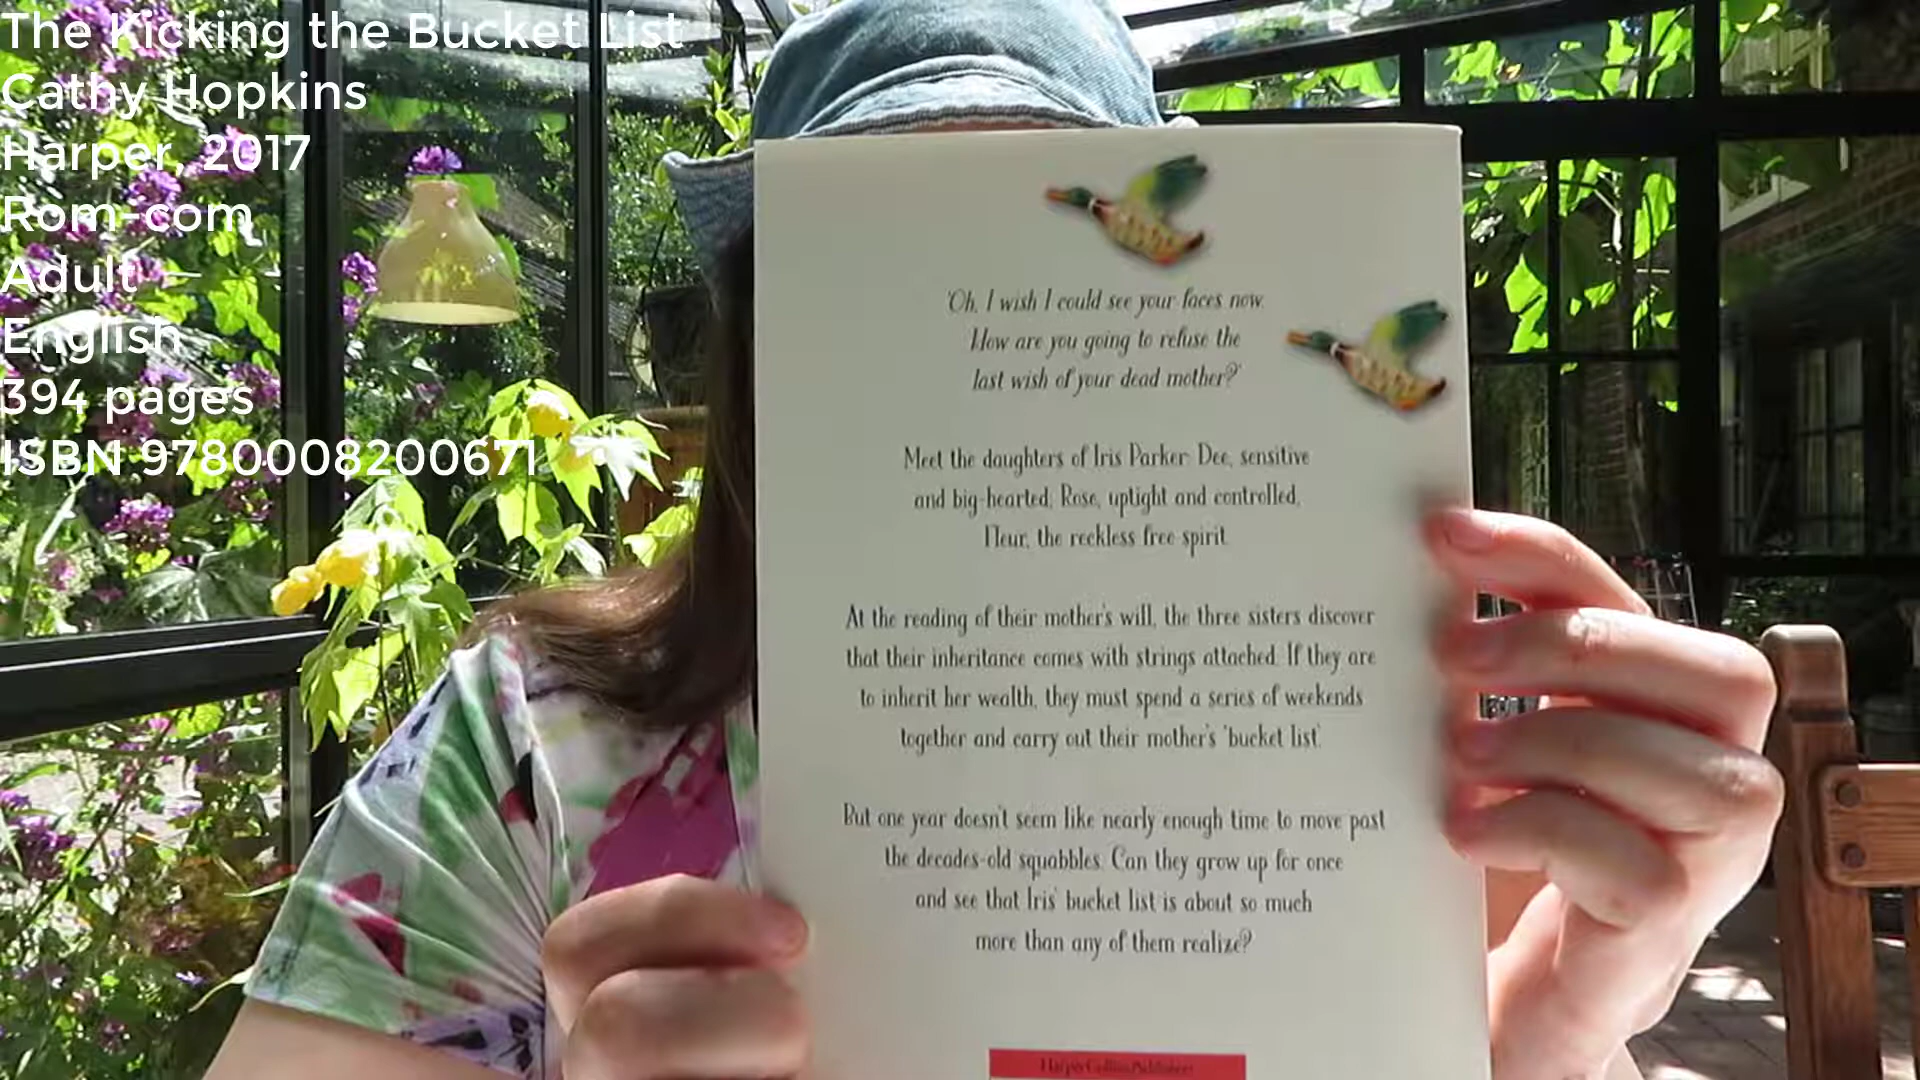 The Kicking the Bucket List
Cathy Hopkins
Harper, 2017
Rom-com
Adult
English
394 pages
ISBN 9780008200671
'Oh, I wish I could see your faces now.
How are you going to refuse the
last wish of your dead mother?'
Meet the daughters of Iris Parker: Dee, sensitive
and big-hearted; Rose, uptight and controlled,
Fleur, the reckless free spirit.
At the reading of their mother's will, the three sisters discover
that their inheritance comes with strings attached. If they are
to inherit her wealth, they must spend a series of weekends
together and carry out their mother's 'bucket list'.
But one year doesn't seem like nearly enough time to move past
the decades-old squabbles. Can they grow up for once
and see that Iris' bucket list is about so much
more than any of them realize?
HarperCollinsPublishers